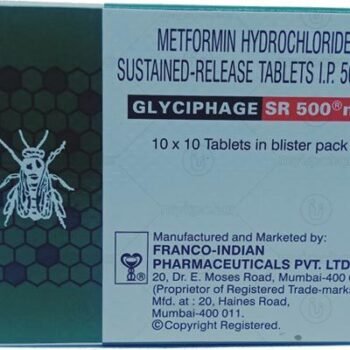 METFORMIN HYDROCHLORIDE
SUSTAINED-RELEASE TABLETS I.P. 50
GLYCIPHAGE SR 500® m
10 x 10 Tablets in blister pack
Manufactured and Marketed by:
FRANCO-INDIAN
PHARMACEUTICALS PVT. LTD
20, Dr. E. Moses Road, Mumbai-400
(Proprietor of Registered Trade-mark
Mfd. at : 20, Haines Road,
Mumbai-400 011.
©Copyright Registered.